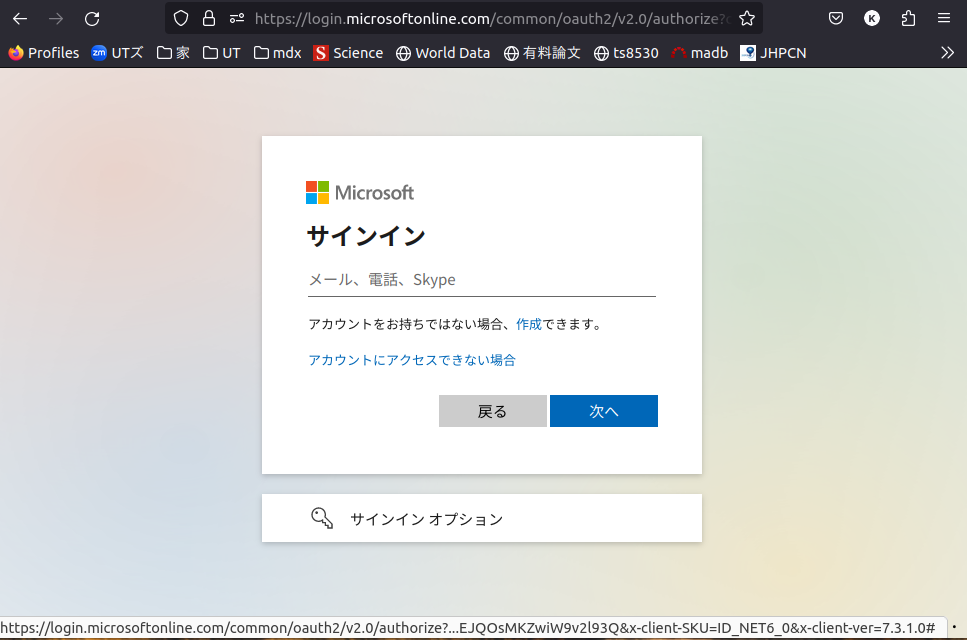 https://login.microsoftonline.com/common/oauth2/v2.0/authorize?c
K
Profiles zm UTズ 家 UT mdx S Science World Data 有料論文 ts8530 madb JHPCN
Microsoft
サインイン
メール、電話、Skype
アカウントをお持ちではない場合、作成できます。
アカウントにアクセスできない場合
戻る 次へ
サインイン オプション
https://login.microsoftonline.com/common/oauth2/v2.0/authorize?...EJQOsMKZwiW9v2l93Q&x-client-SKU=ID_NET6_0&x-client-ver=7.3.1.0#